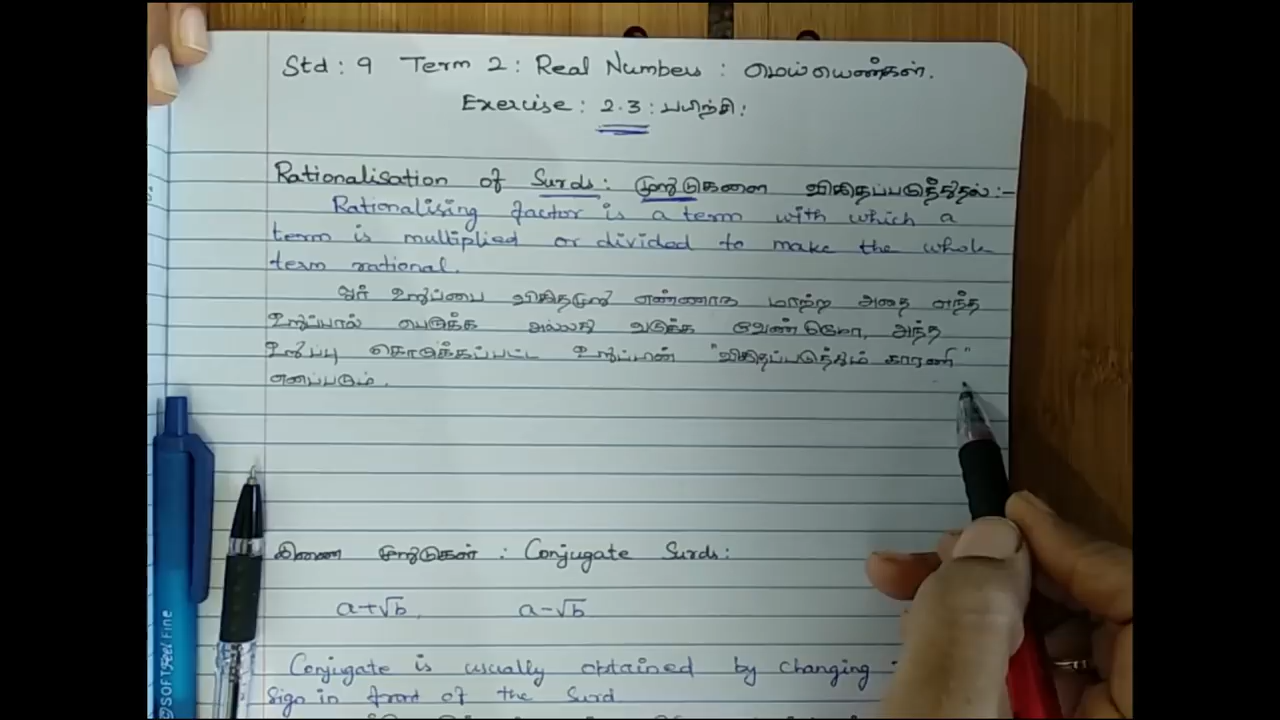 Std : 9 Term 2 : Real Numbers : மெய்யெண்கள்.
Exercise : 2.3 : பயிற்சி :
Rationalisation of Surds : முறுடுகளை விகிதப்படுத்துதல் :-
Rationalising factor is a term with which a
term is multiplied or divided to make the whole
term rational.
ஓர் உறுப்பை விகிதமுறு எண்ணாக மாற்ற அதை எந்த
உறுப்பால் பெருக்க அல்லது வகுக்க வேண்டுமோ, அந்த
உறுப்பு கொடுக்கப்பட்ட உறுப்பின் "விகிதப்படுத்தும் காரணி"
எனப்படும்.
இணை முறுடுகள் : Conjugate Surds :
a+√b, a-√b
Conjugate is usually obtained by changing
Sign in front of the Surd
SOFTFeel Fine